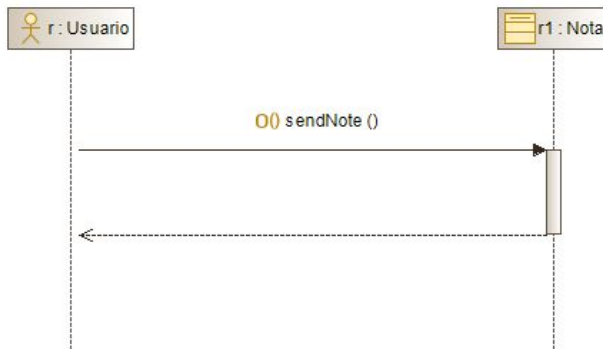 r : Usuario
r1 : Nota
O() sendNote ()